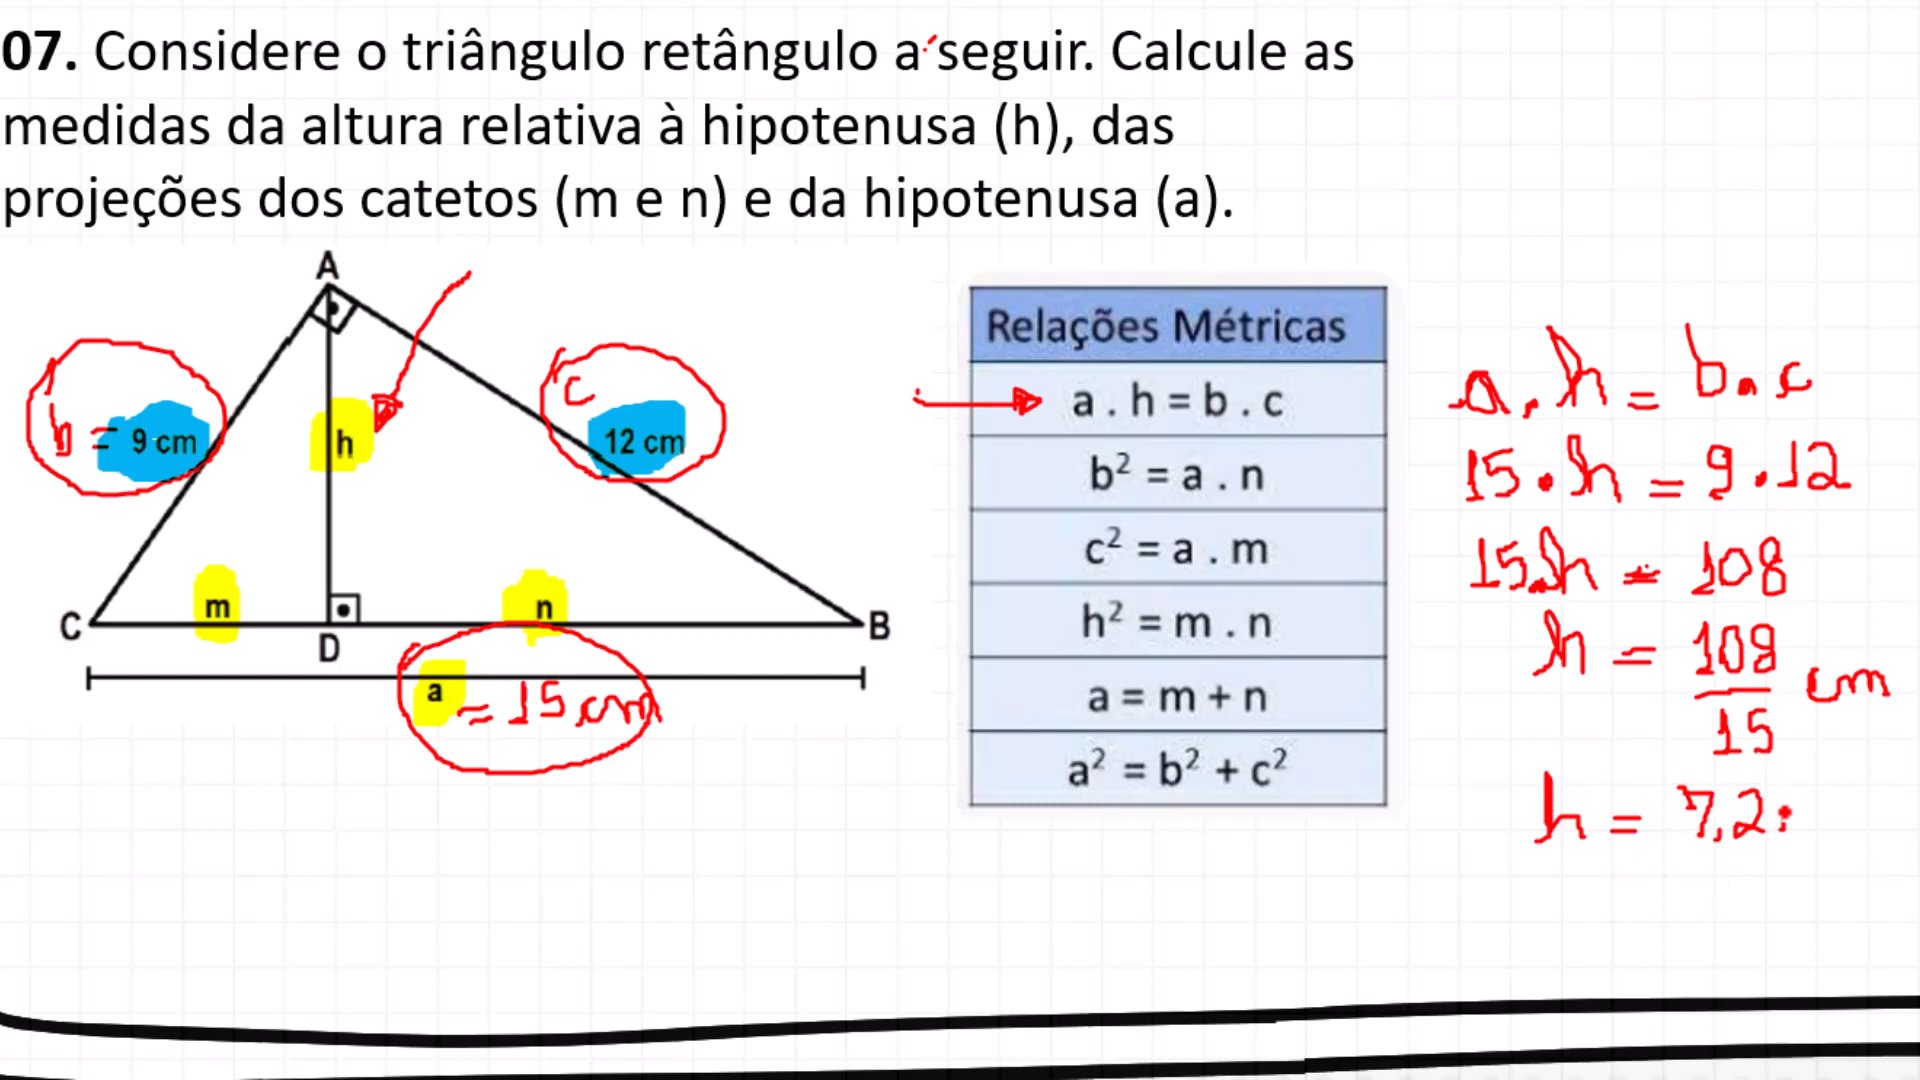 07. Considere o triângulo retângulo a seguir. Calcule as
medidas da altura relativa à hipotenusa (h), das
projeções dos catetos (m e n) e da hipotenusa (a).
A
b = 9 cm
h
c
12 cm
C
m
n
B
D
a = 15 cm
Relações Métricas
a . h = b . c
b² = a . n
c² = a . m
h² = m . n
a = m + n
a² = b² + c²
a . h = b . c
15 . h = 9 . 12
15 . h = 108
h = 108
cm
15
h = 7,2